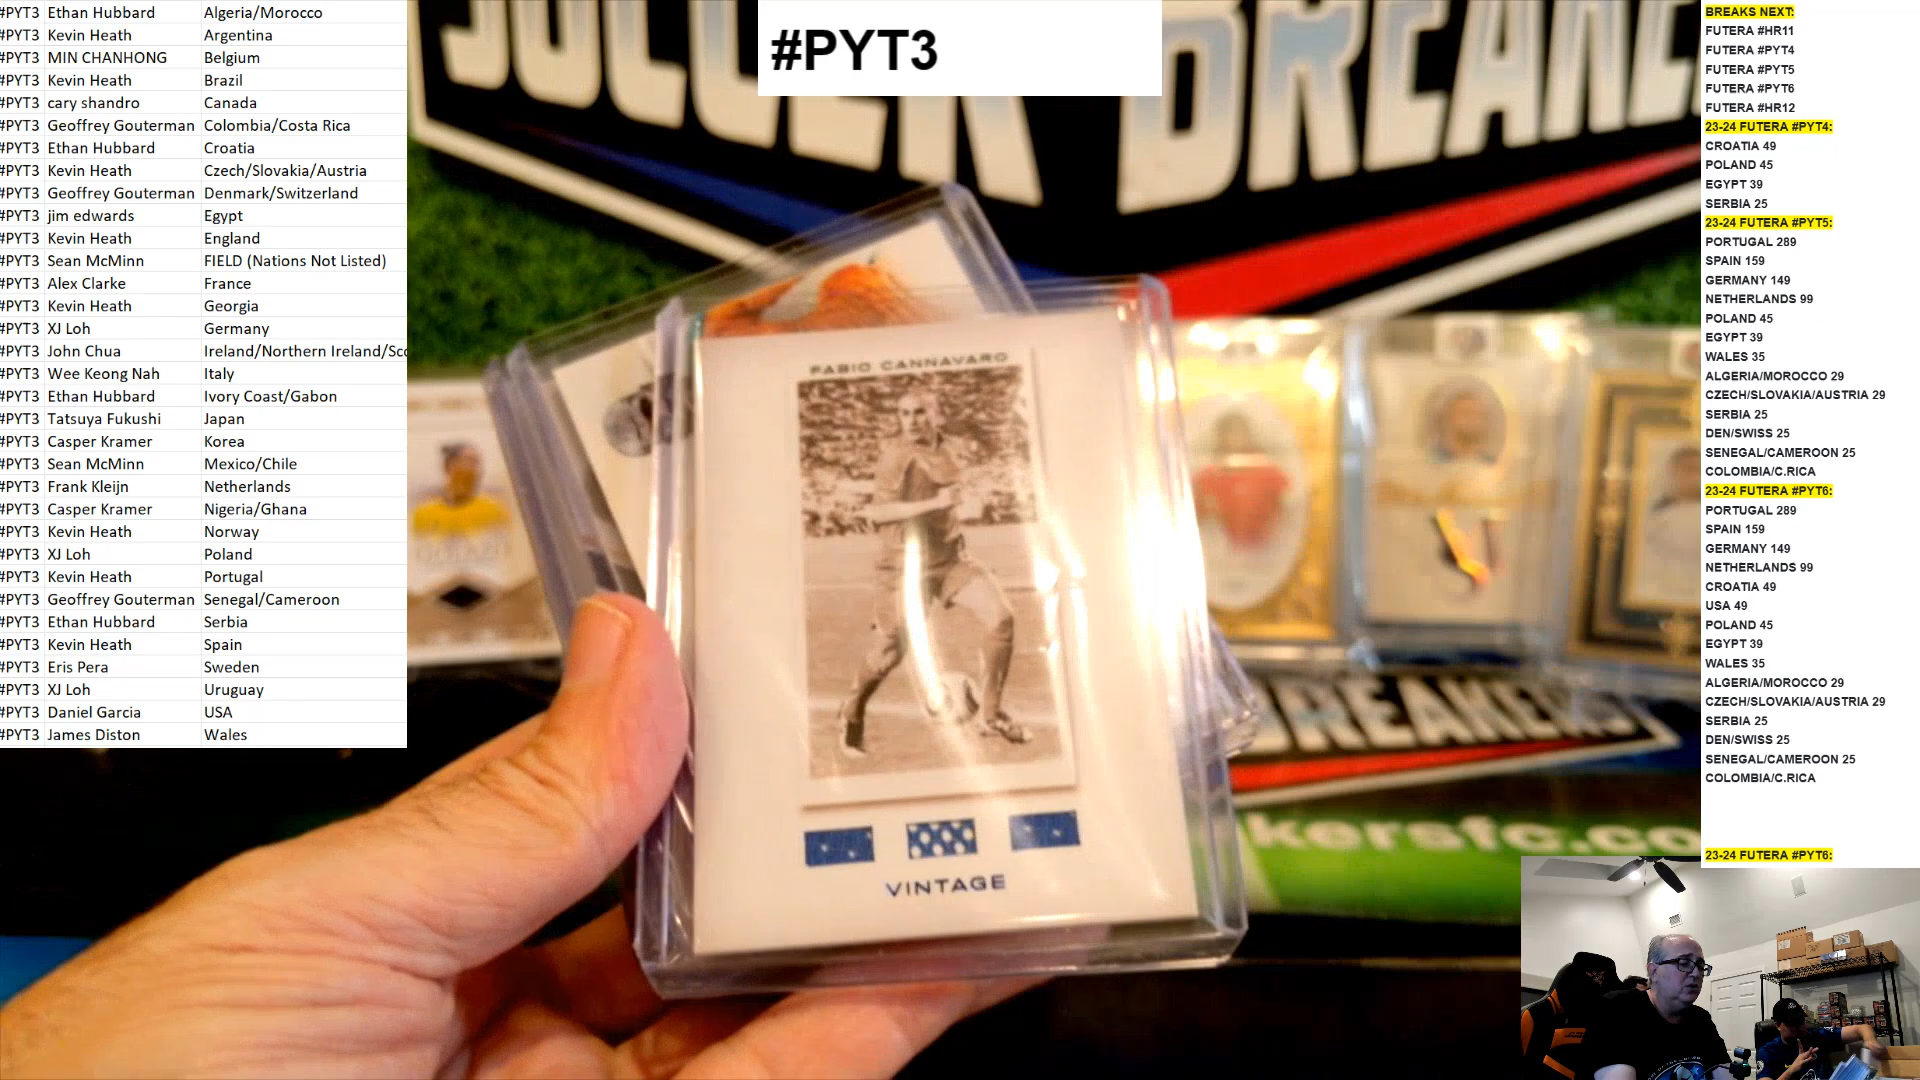 #PYT3 Ethan Hubbard Algeria/Morocco
#PYT3 Kevin Heath Argentina
#PYT3 MIN CHANHONG Belgium
#PYT3 Kevin Heath Brazil
#PYT3 cary shandro Canada
#PYT3 Geoffrey Gouterman Colombia/Costa Rica
#PYT3 Ethan Hubbard Croatia
#PYT3 Kevin Heath Czech/Slovakia/Austria
#PYT3 Geoffrey Gouterman Denmark/Switzerland
#PYT3 jim edwards Egypt
#PYT3 Kevin Heath England
#PYT3 Sean McMinn FIELD (Nations Not Listed)
#PYT3 Alex Clarke France
#PYT3 Kevin Heath Georgia
#PYT3 XJ Loh Germany
#PYT3 John Chua Ireland/Northern Ireland/Sco
#PYT3 Wee Keong Nah Italy
#PYT3 Ethan Hubbard Ivory Coast/Gabon
#PYT3 Tatsuya Fukushi Japan
#PYT3 Casper Kramer Korea
#PYT3 Sean McMinn Mexico/Chile
#PYT3 Frank Kleijn Netherlands
#PYT3 Casper Kramer Nigeria/Ghana
#PYT3 Kevin Heath Norway
#PYT3 XJ Loh Poland
#PYT3 Kevin Heath Portugal
#PYT3 Geoffrey Gouterman Senegal/Cameroon
#PYT3 Ethan Hubbard Serbia
#PYT3 Kevin Heath Spain
#PYT3 Eris Pera Sweden
#PYT3 XJ Loh Uruguay
#PYT3 Daniel Garcia USA
#PYT3 James Diston Wales
#PYT3
SOCCER BREAKE
FABIO CANNAVARO
VINTAGE
BREAKERS
kersfc.co
BREAKS NEXT:
FUTERA #HR11
FUTERA #PYT4
FUTERA #PYT5
FUTERA #PYT6
FUTERA #HR12
23-24 FUTERA #PYT4:
CROATIA 49
POLAND 45
EGYPT 39
SERBIA 25
23-24 FUTERA #PYT5:
PORTUGAL 289
SPAIN 159
GERMANY 149
NETHERLANDS 99
POLAND 45
EGYPT 39
WALES 35
ALGERIA/MOROCCO 29
CZECH/SLOVAKIA/AUSTRIA 29
SERBIA 25
DEN/SWISS 25
SENEGAL/CAMEROON 25
COLOMBIA/C.RICA
23-24 FUTERA #PYT6:
PORTUGAL 289
SPAIN 159
GERMANY 149
NETHERLANDS 99
CROATIA 49
USA 49
POLAND 45
EGYPT 39
WALES 35
ALGERIA/MOROCCO 29
CZECH/SLOVAKIA/AUSTRIA 29
SERBIA 25
DEN/SWISS 25
SENEGAL/CAMEROON 25
COLOMBIA/C.RICA
23-24 FUTERA #PYT6: